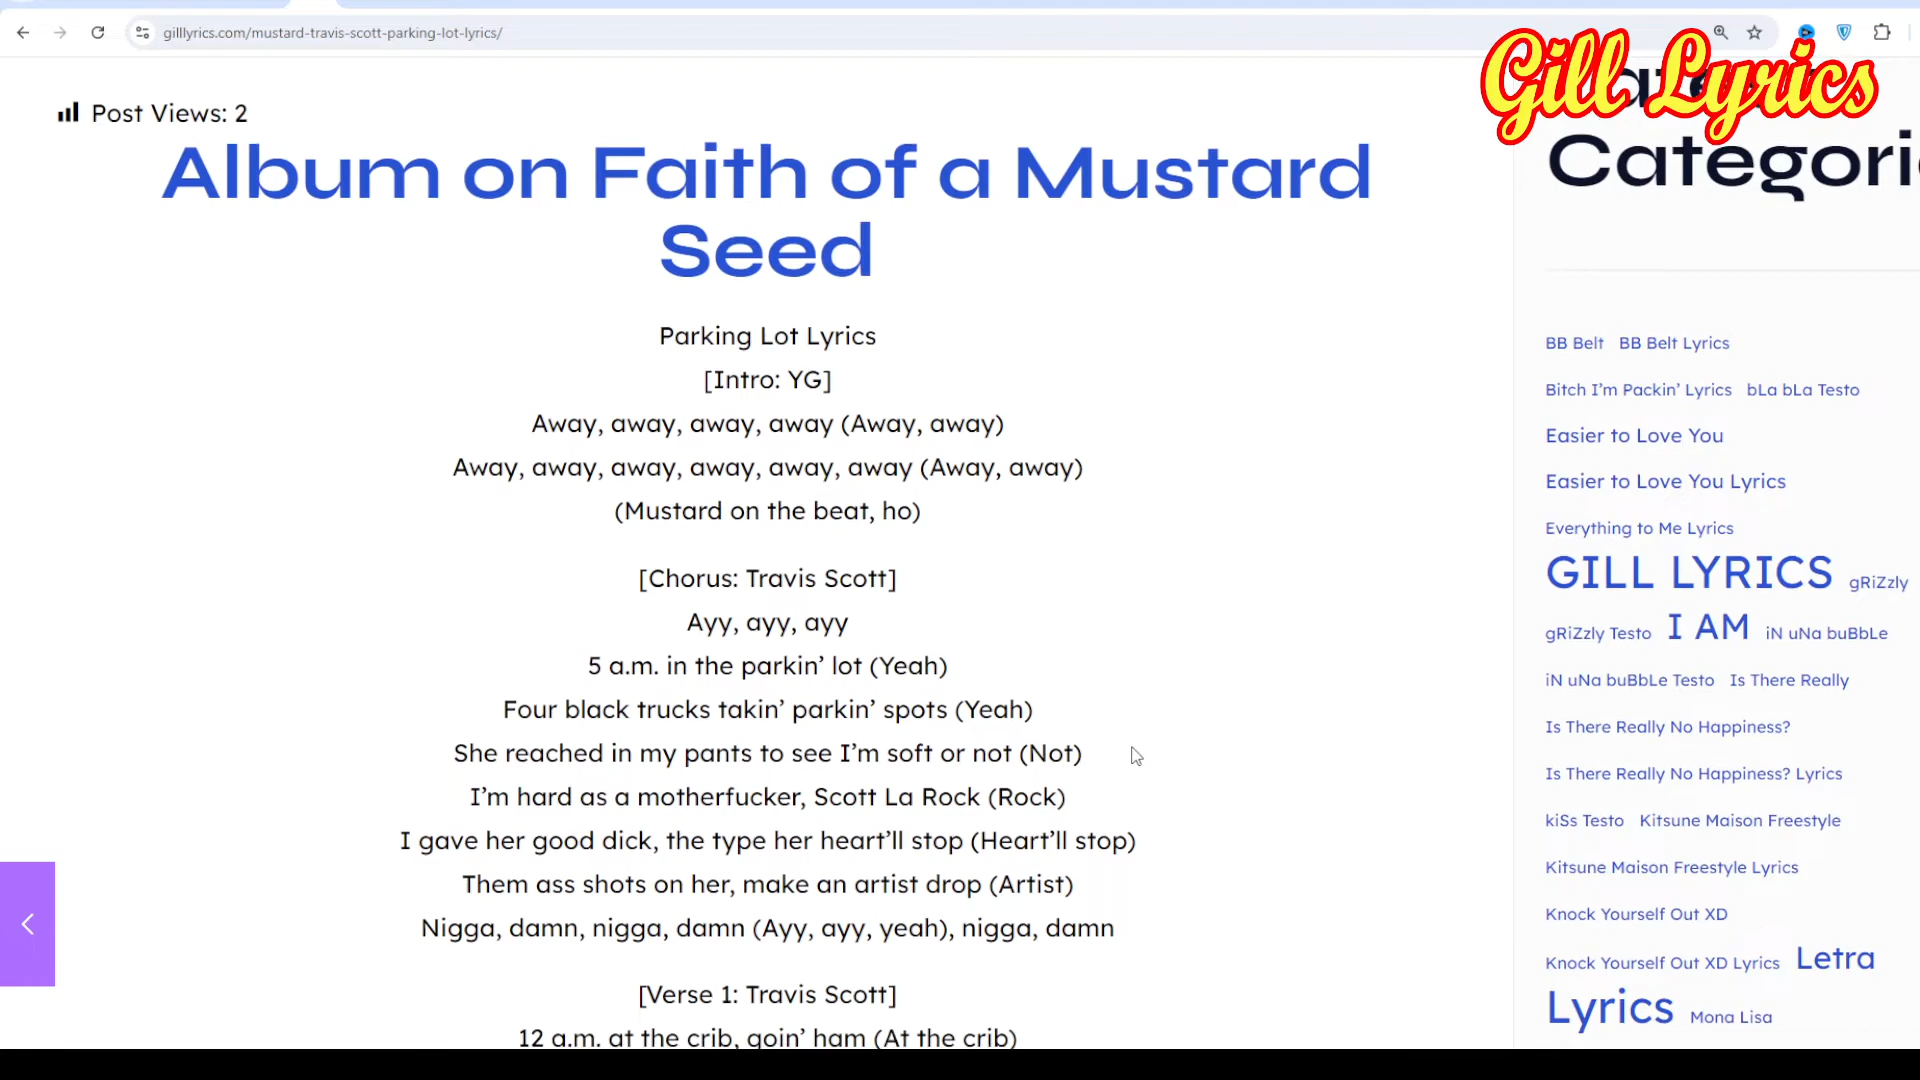 gilllyrics.com/mustard-travis-scott-parking-lot-lyrics/
Gill Lyrics
Post Views: 2
Album on Faith of a Mustard
Seed
Parking Lot Lyrics
[Intro: YG]
Away, away, away, away (Away, away)
Away, away, away, away, away, away (Away, away)
(Mustard on the beat, ho)
[Chorus: Travis Scott]
Ayy, ayy, ayy
5 a.m. in the parkin’ lot (Yeah)
Four black trucks takin’ parkin’ spots (Yeah)
She reached in my pants to see I’m soft or not (Not)
I’m hard as a motherfucker, Scott La Rock (Rock)
I gave her good dick, the type her heart’ll stop (Heart’ll stop)
Them ass shots on her, make an artist drop (Artist)
Nigga, damn, nigga, damn (Ayy, ayy, yeah), nigga, damn
[Verse 1: Travis Scott]
12 a.m. at the crib, goin’ ham (At the crib)
Categori
BB Belt BB Belt Lyrics
Bitch I’m Packin’ Lyrics bLa bLa Testo
Easier to Love You
Easier to Love You Lyrics
Everything to Me Lyrics
GILL LYRICS gRiZzly
gRiZzly Testo I AM iN uNa buBbLe
iN uNa buBbLe Testo Is There Really
Is There Really No Happiness?
Is There Really No Happiness? Lyrics
kiSs Testo Kitsune Maison Freestyle
Kitsune Maison Freestyle Lyrics
Knock Yourself Out XD
Knock Yourself Out XD Lyrics Letra
Lyrics Mona Lisa